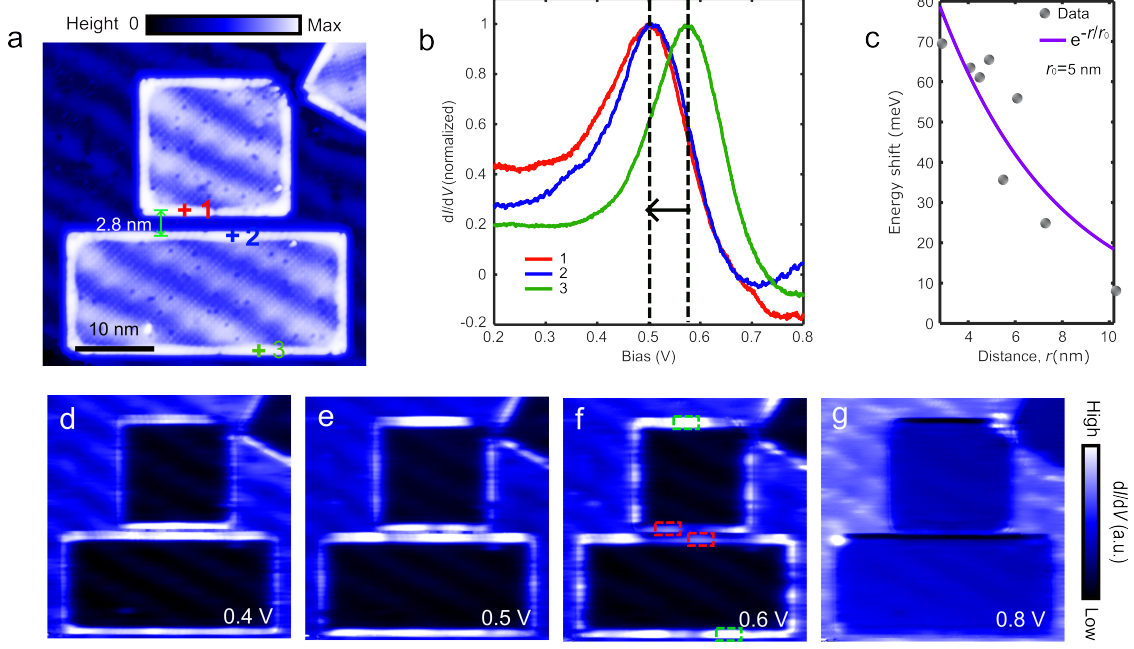 Height 0 Max
a
+ 1
2.8 nm
+ 2
10 nm
+ 3
b
dI/dV (normalized)
1
0.8
0.6
0.4
0.2
0
-0.2
1
2
3
0.2 0.3 0.4 0.5 0.6 0.7 0.8
Bias (V)
c
Energy shift (meV)
80
70
60
50
40
30
20
10
0
Data
e-r/r₀
r₀=5 nm
4 6 8 10
Distance, r(nm)
d
0.4 V
e
0.5 V
f
0.6 V
g
0.8 V
High
dI/dV (a.u.)
Low